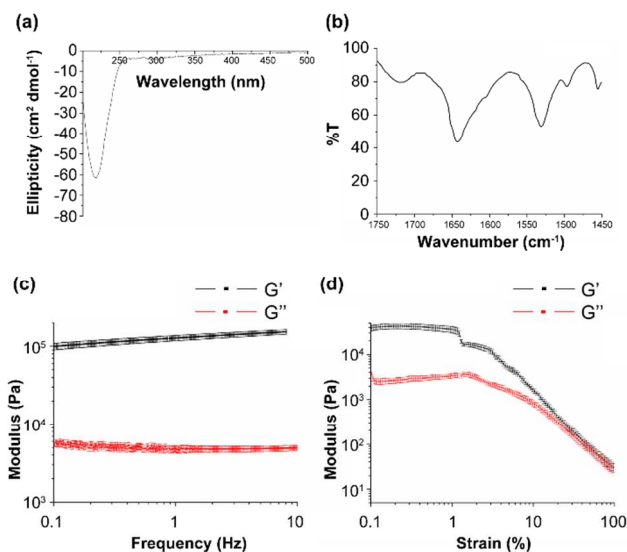 (a)
0
-10
-20
-30
-40
-50
-60
-70
-80
250 300 350 400 450 500
Wavelength (nm)
Ellipticity (cm² dmol⁻¹)
(b)
100
80
60
40
20
0
1750 1700 1650 1600 1550 1500 1450
%T
Wavenumber (cm⁻¹)
(c)
G'
G''
10⁵
10⁴
10³
0.1 1 10
Modulus (Pa)
Frequency (Hz)
(d)
G'
G''
10⁴
10³
10²
10¹
0.1 1 10 100
Modulus (Pa)
Strain (%)